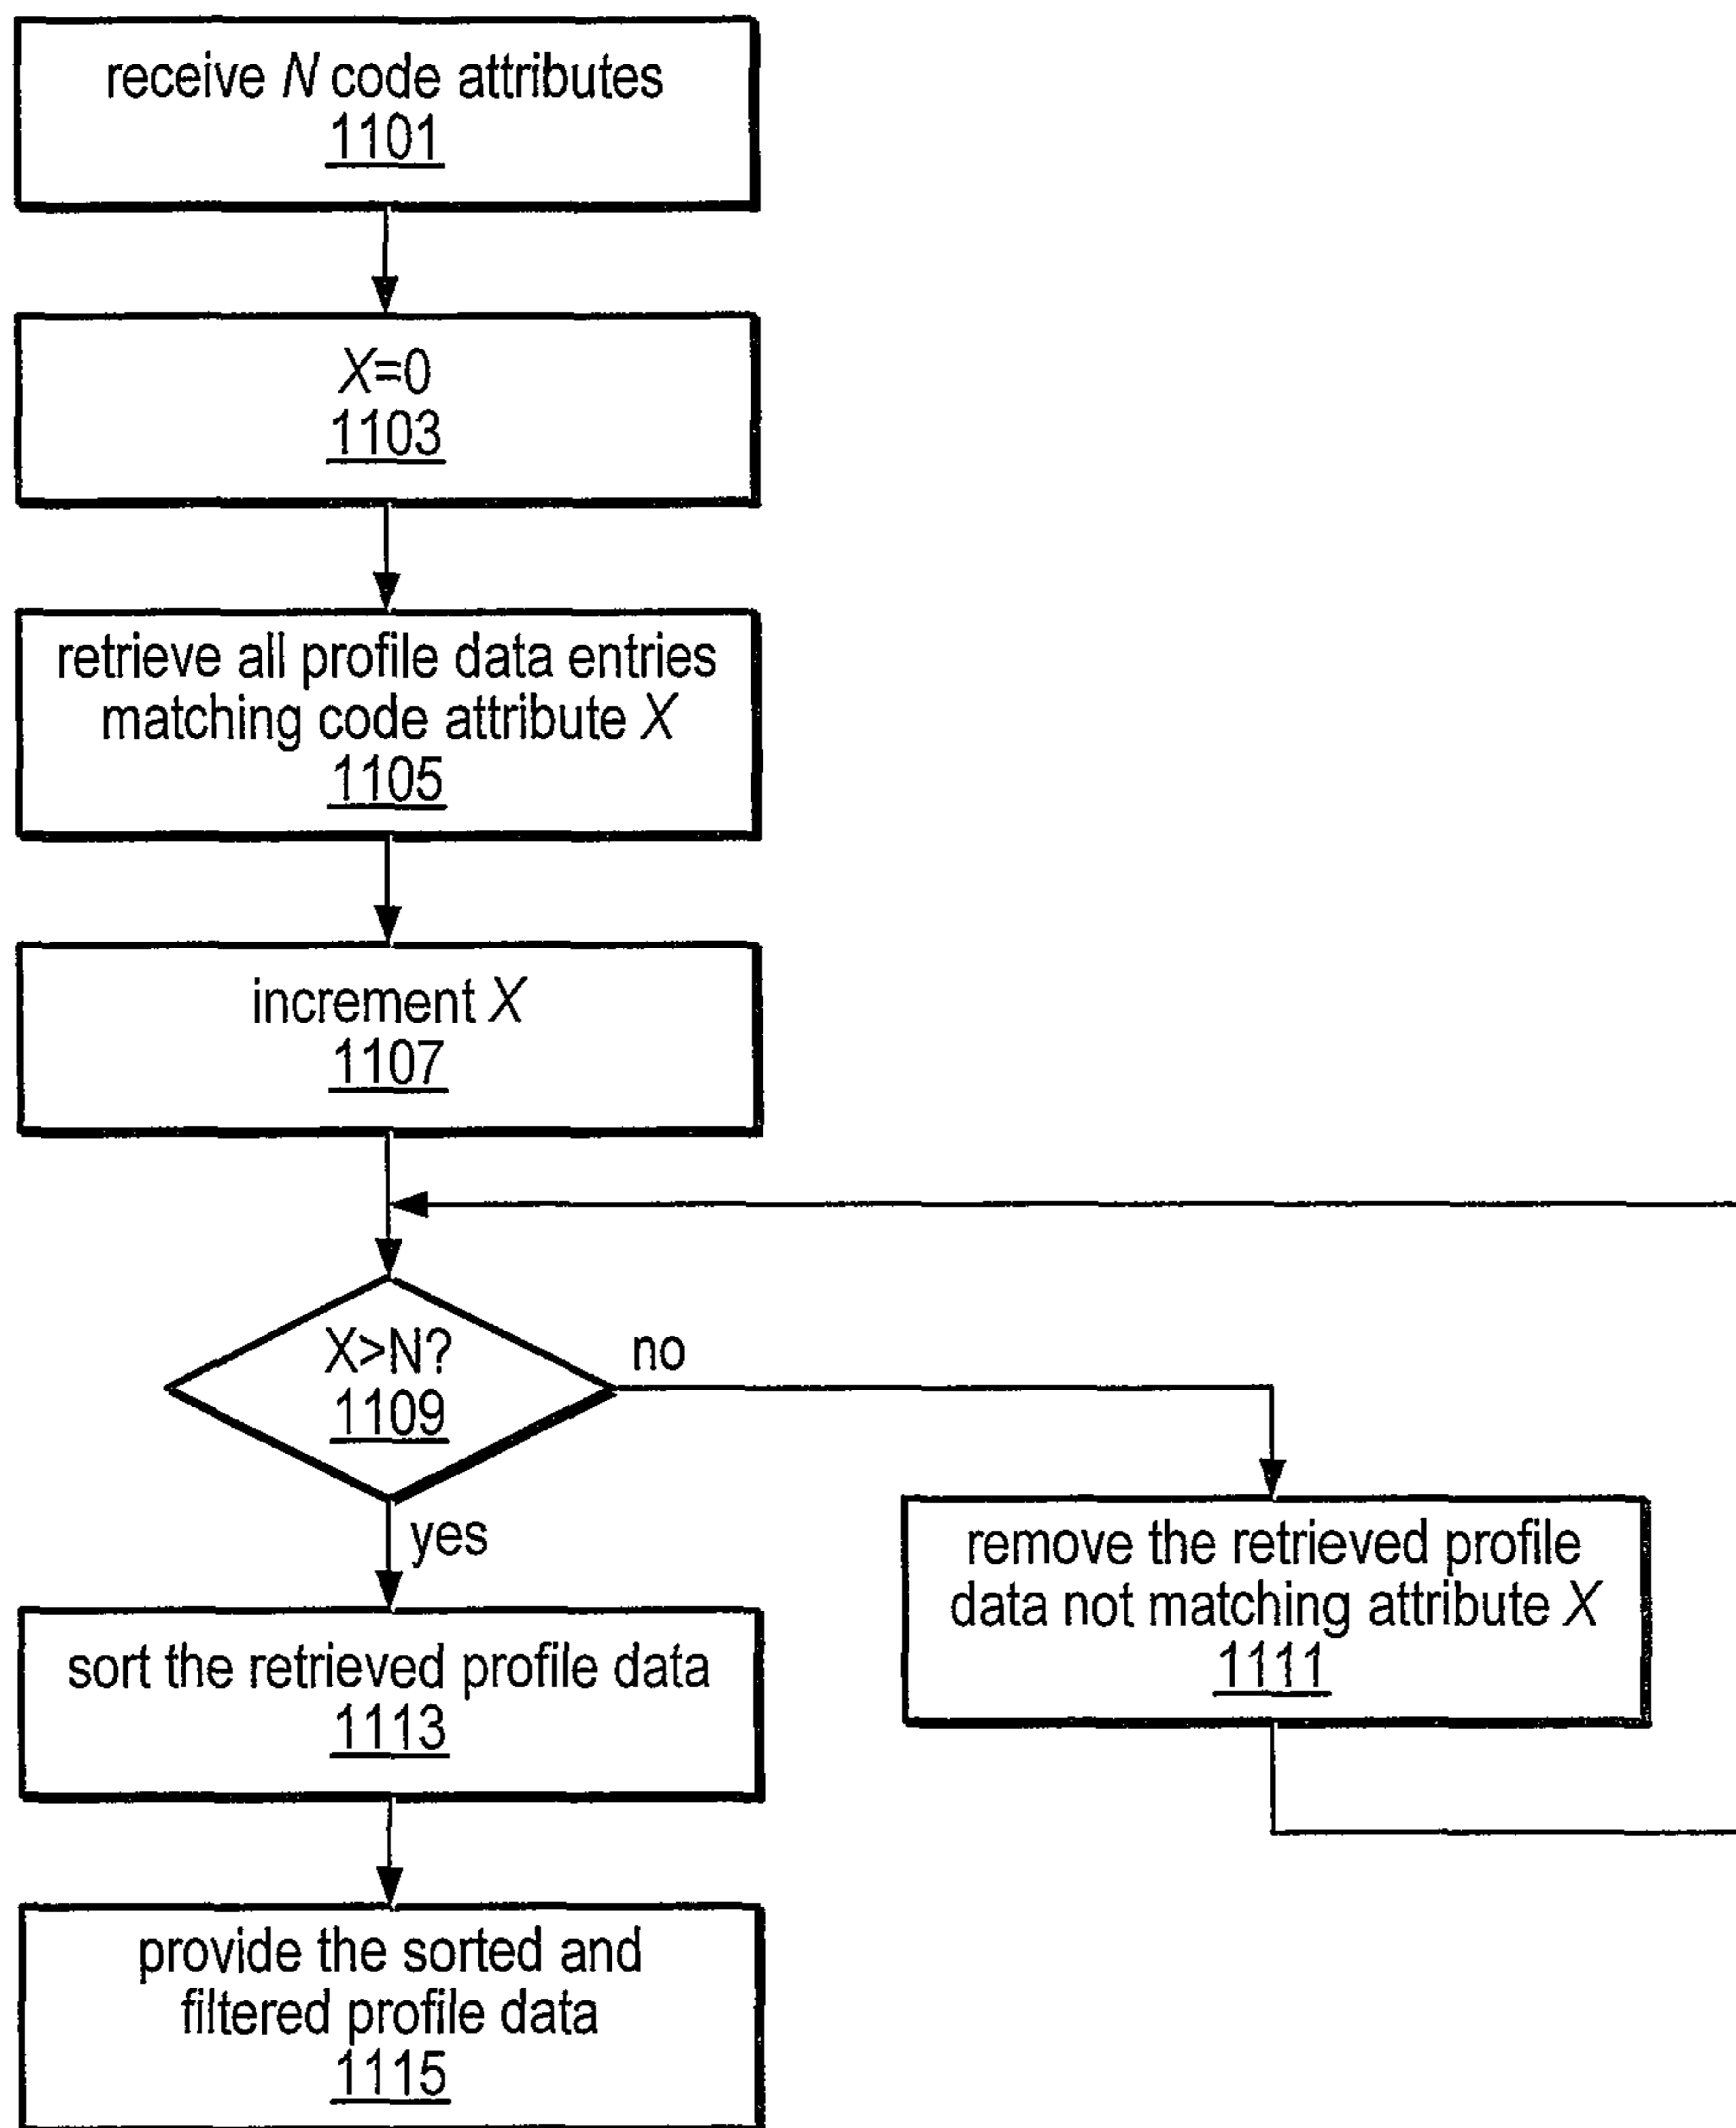 receive N code attributes
1101
X=0
1103
retrieve all profile data entries
matching code attribute X
1105
increment X
1107
X>N?
1109
no
yes
remove the retrieved profile
data not matching attribute X
1111
sort the retrieved profile data
1113
provide the sorted and
filtered profile data
1115